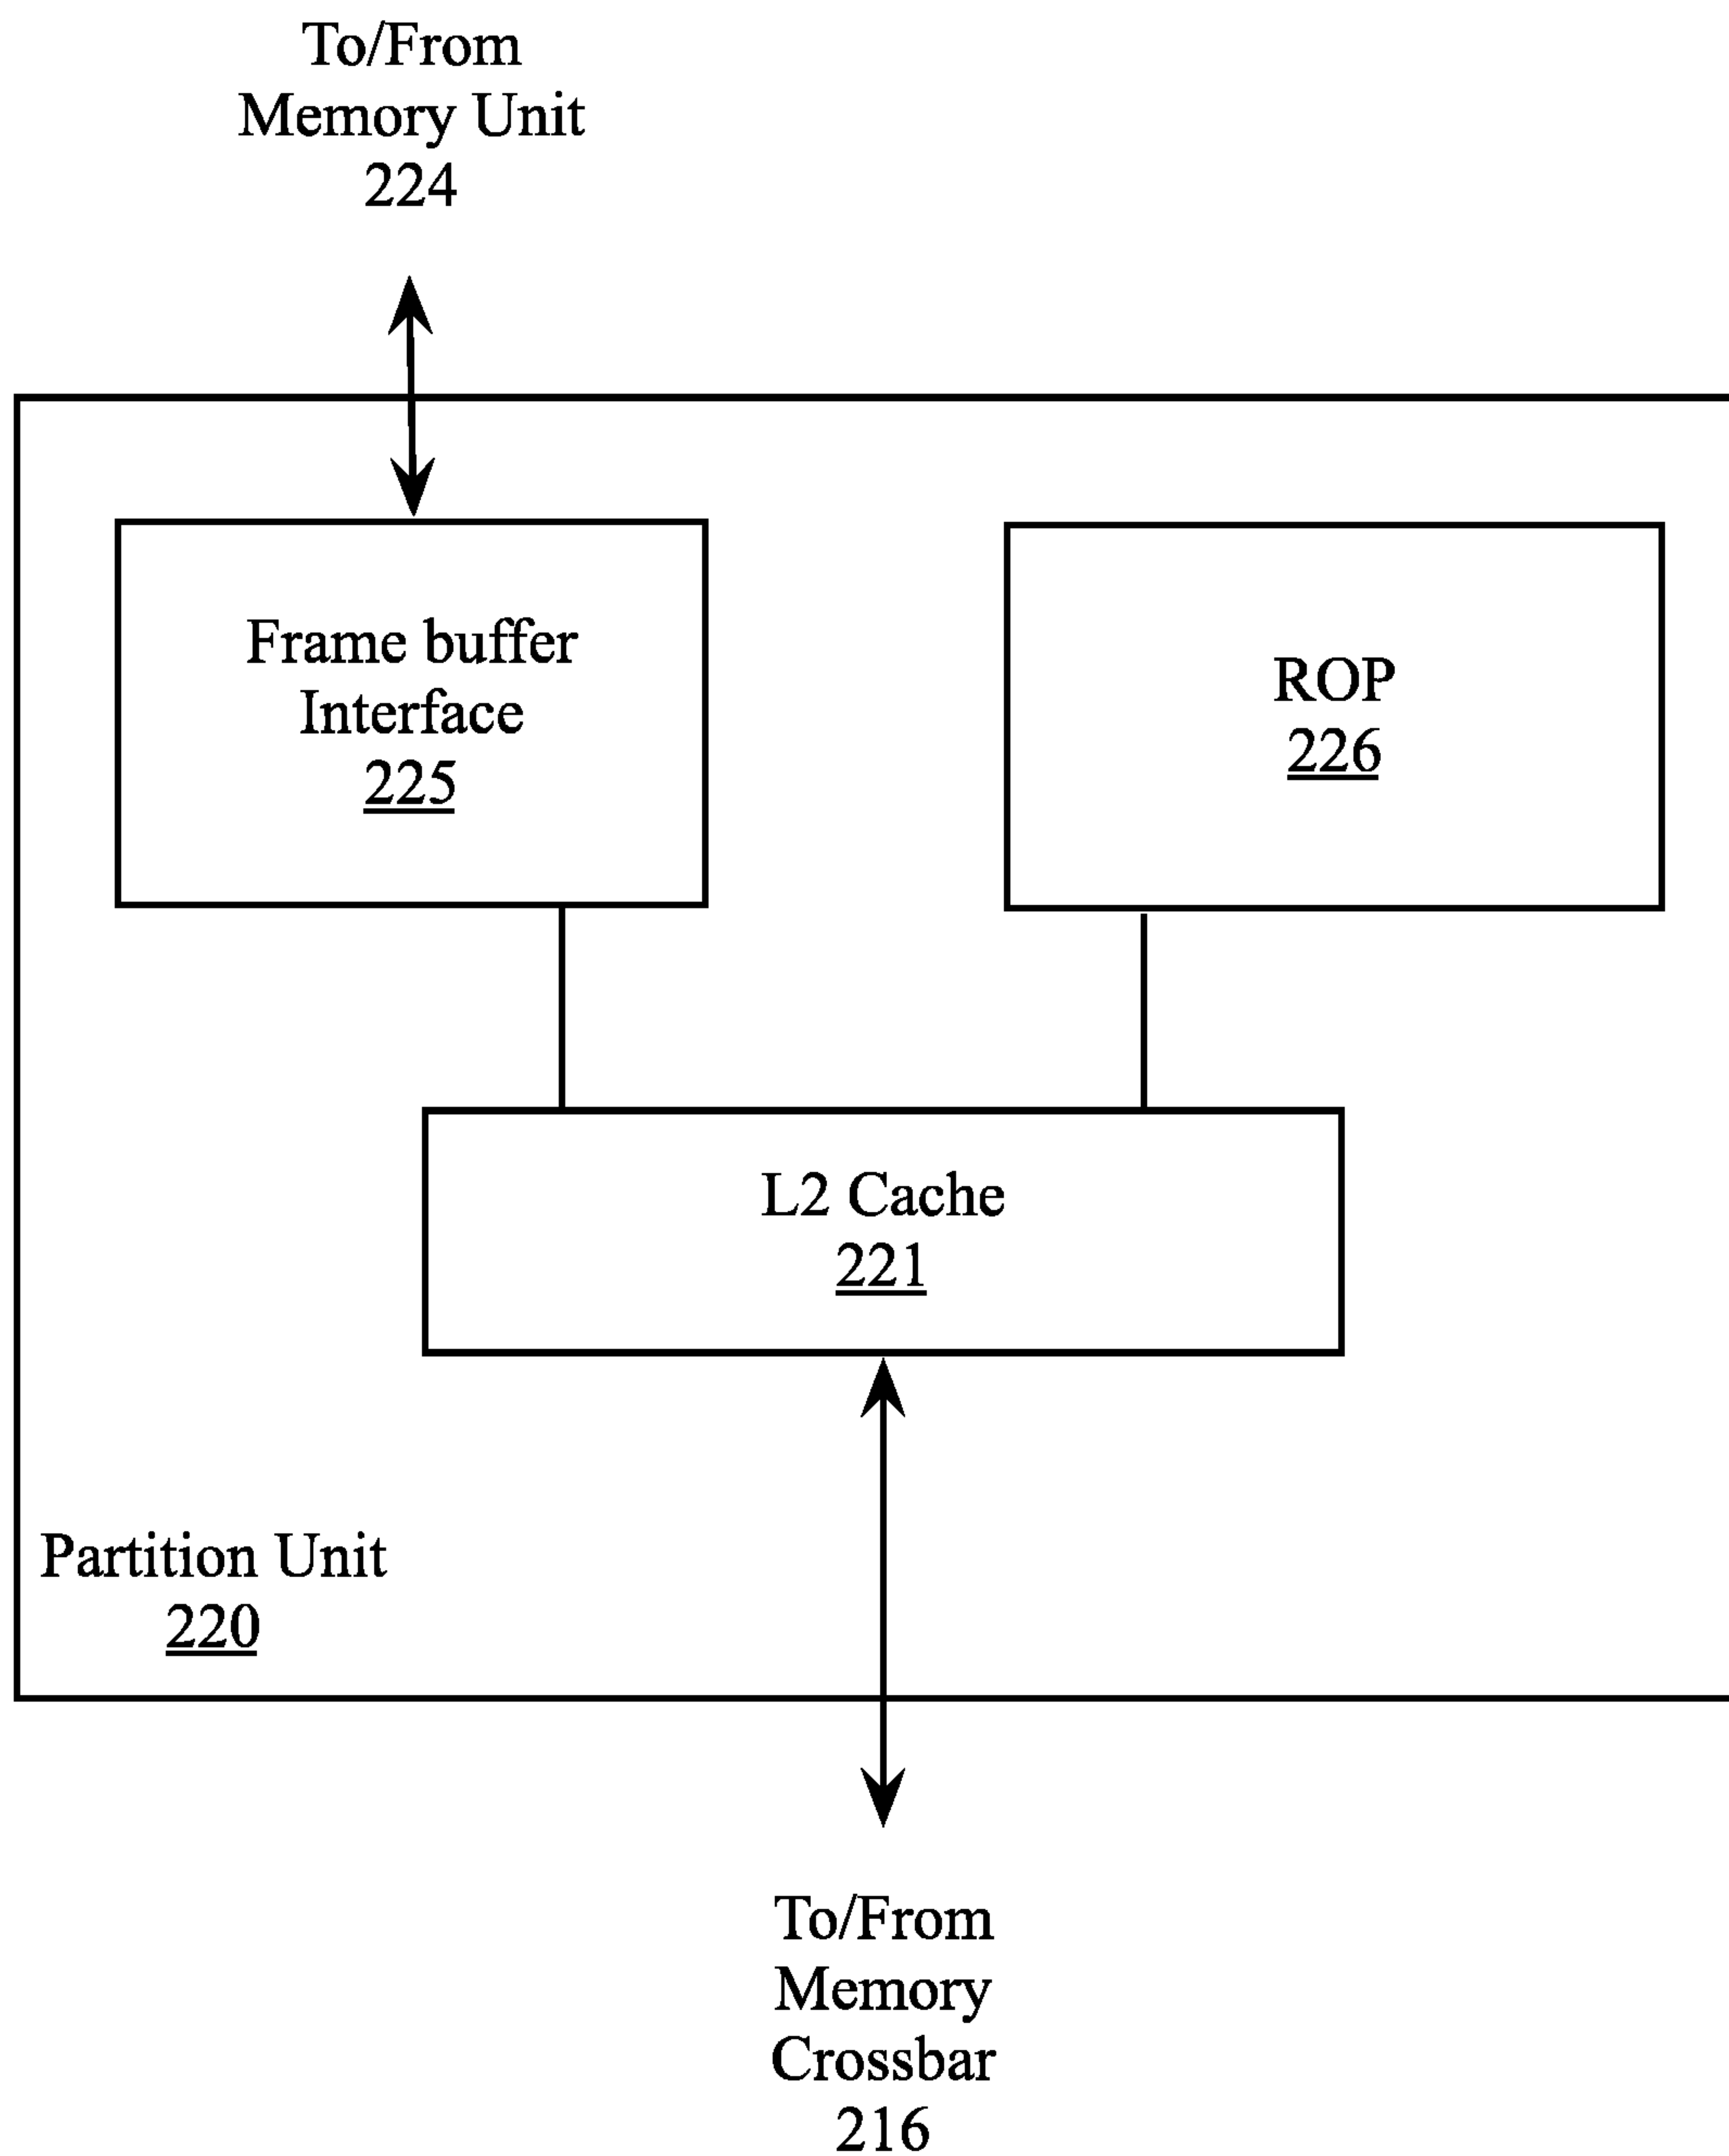 To/From
Memory Unit
224
Frame buffer
Interface
225
ROP
226
L2 Cache
221
Partition Unit
220
To/From
Memory
Crossbar
216